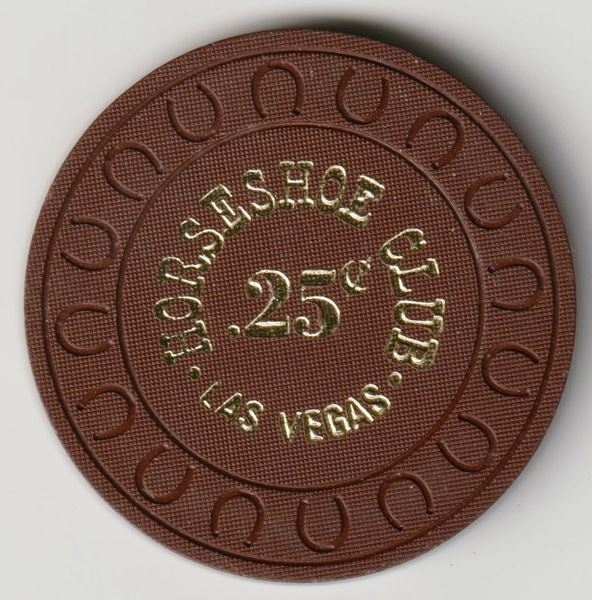 HORSESHOE CLUB
.25¢
LAS VEGAS